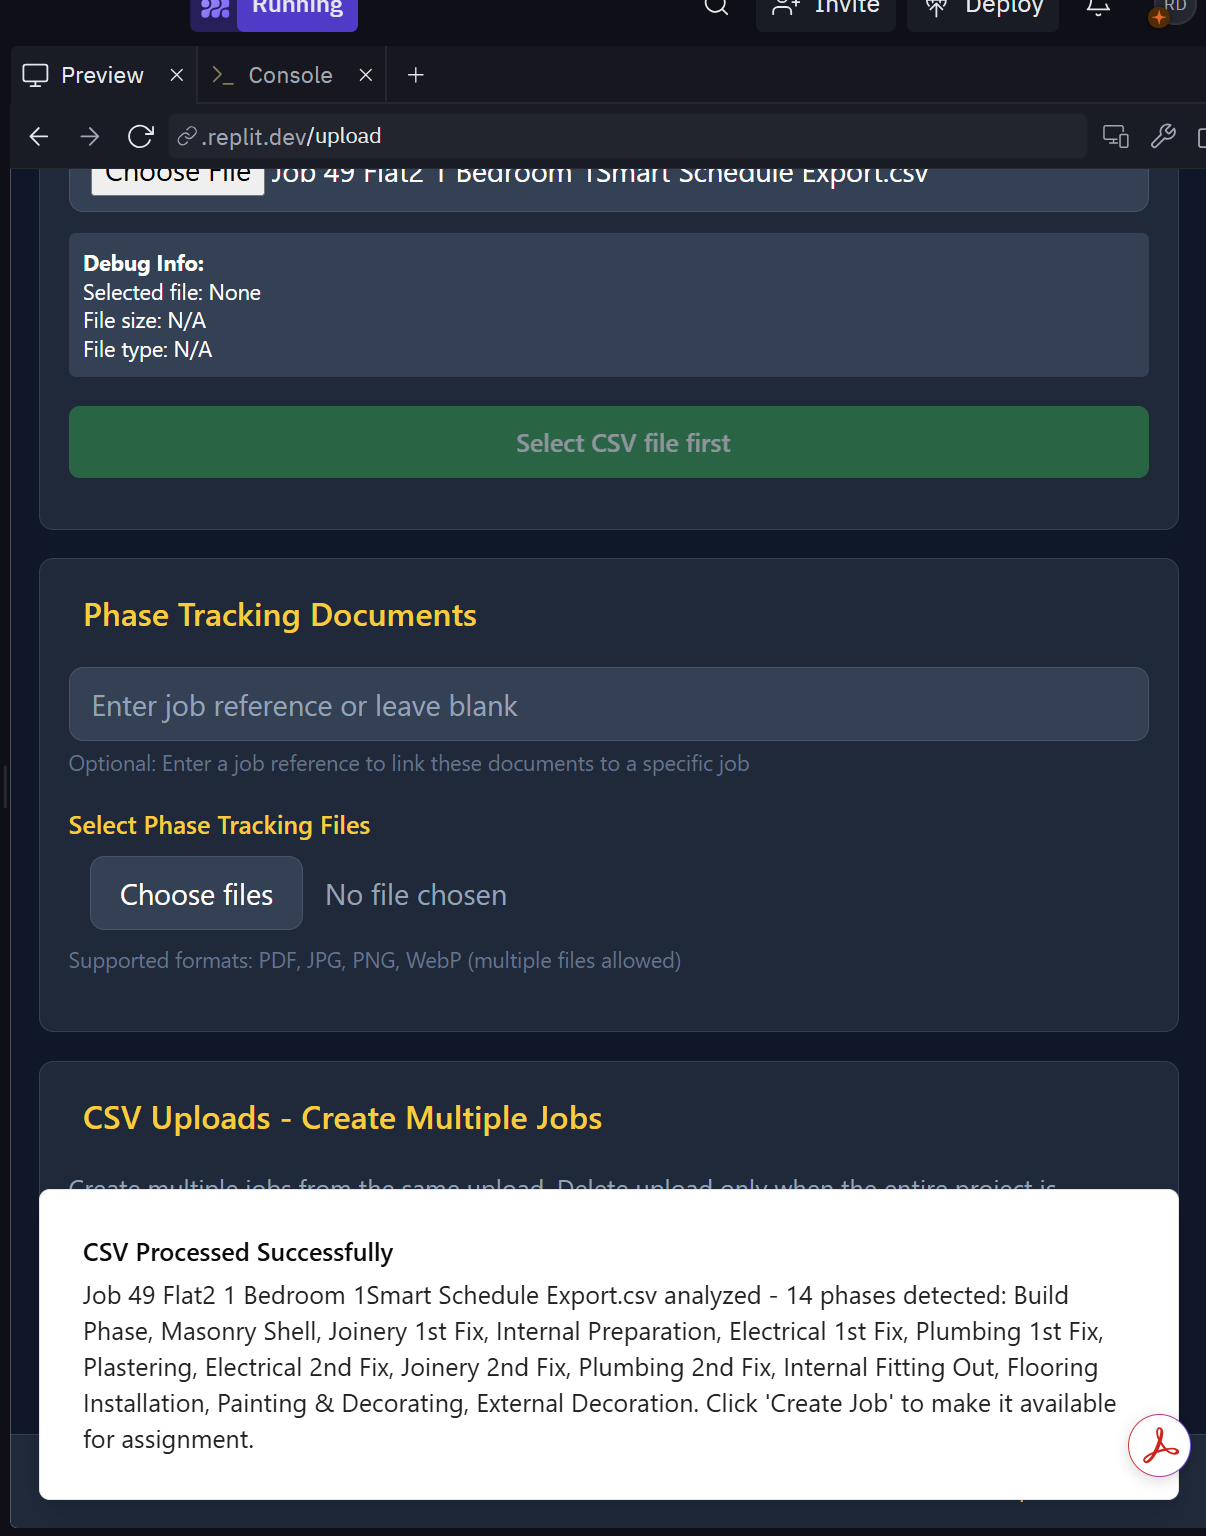 Running
Invite
Deploy
RD
Preview
Console
.replit.dev/upload
Choose File Job 49 Flat2 1 Bedroom 1Smart Schedule Export.csv
Debug Info:
Selected file: None
File size: N/A
File type: N/A
Select CSV file first
Phase Tracking Documents
Enter job reference or leave blank
Optional: Enter a job reference to link these documents to a specific job
Select Phase Tracking Files
Choose files No file chosen
Supported formats: PDF, JPG, PNG, WebP (multiple files allowed)
CSV Uploads - Create Multiple Jobs
Create multiple jobs from the same upload. Delete upload only when the entire project is
CSV Processed Successfully
Job 49 Flat2 1 Bedroom 1Smart Schedule Export.csv analyzed - 14 phases detected: Build
Phase, Masonry Shell, Joinery 1st Fix, Internal Preparation, Electrical 1st Fix, Plumbing 1st Fix,
Plastering, Electrical 2nd Fix, Joinery 2nd Fix, Plumbing 2nd Fix, Internal Fitting Out, Flooring
Installation, Painting & Decorating, External Decoration. Click 'Create Job' to make it available
for assignment.